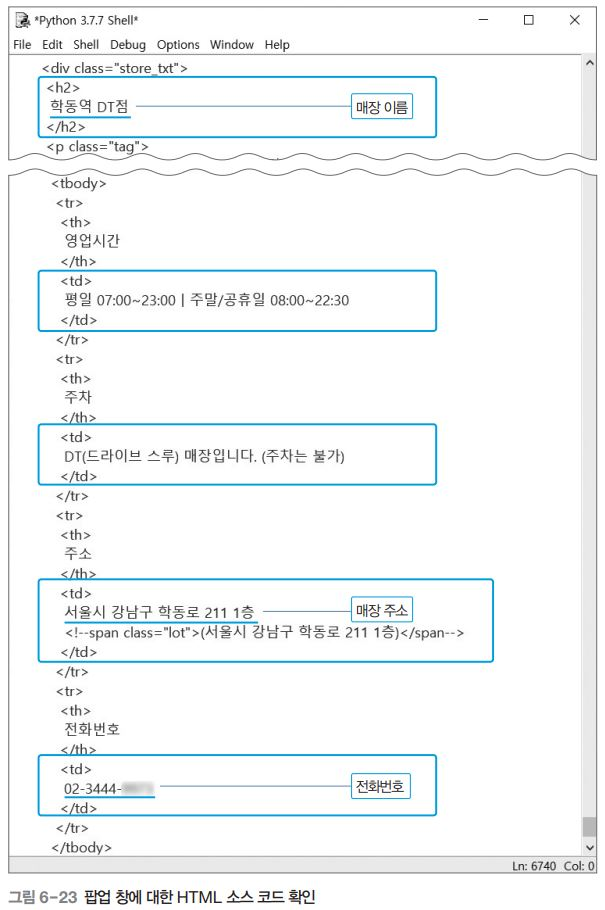 *Python 3.7.7 Shell*
File Edit Shell Debug Options Window Help
<div class="store_txt">
<h2>
학동역 DT점 매장 이름
</h2>
<p class="tag">
<tbody>
<tr>
<th>
영업시간
</th>
<td>
평일 07:00~23:00 | 주말/공휴일 08:00~22:30
</td>
</tr>
<tr>
<th>
주차
</th>
<td>
DT(드라이브 스루) 매장입니다. (주차는 불가)
</td>
</tr>
<tr>
<th>
주소
</th>
<td>
서울시 강남구 학동로 211 1층 매장 주소
<!--span class="lot">(서울시 강남구 학동로 211 1층)</span-->
</td>
</tr>
<tr>
<th>
전화번호
</th>
<td>
02-3444- 전화번호
</td>
</tr>
</tbody>
Ln: 6740 Col: 0
그림 6-23 팝업 창에 대한 HTML 소스 코드 확인